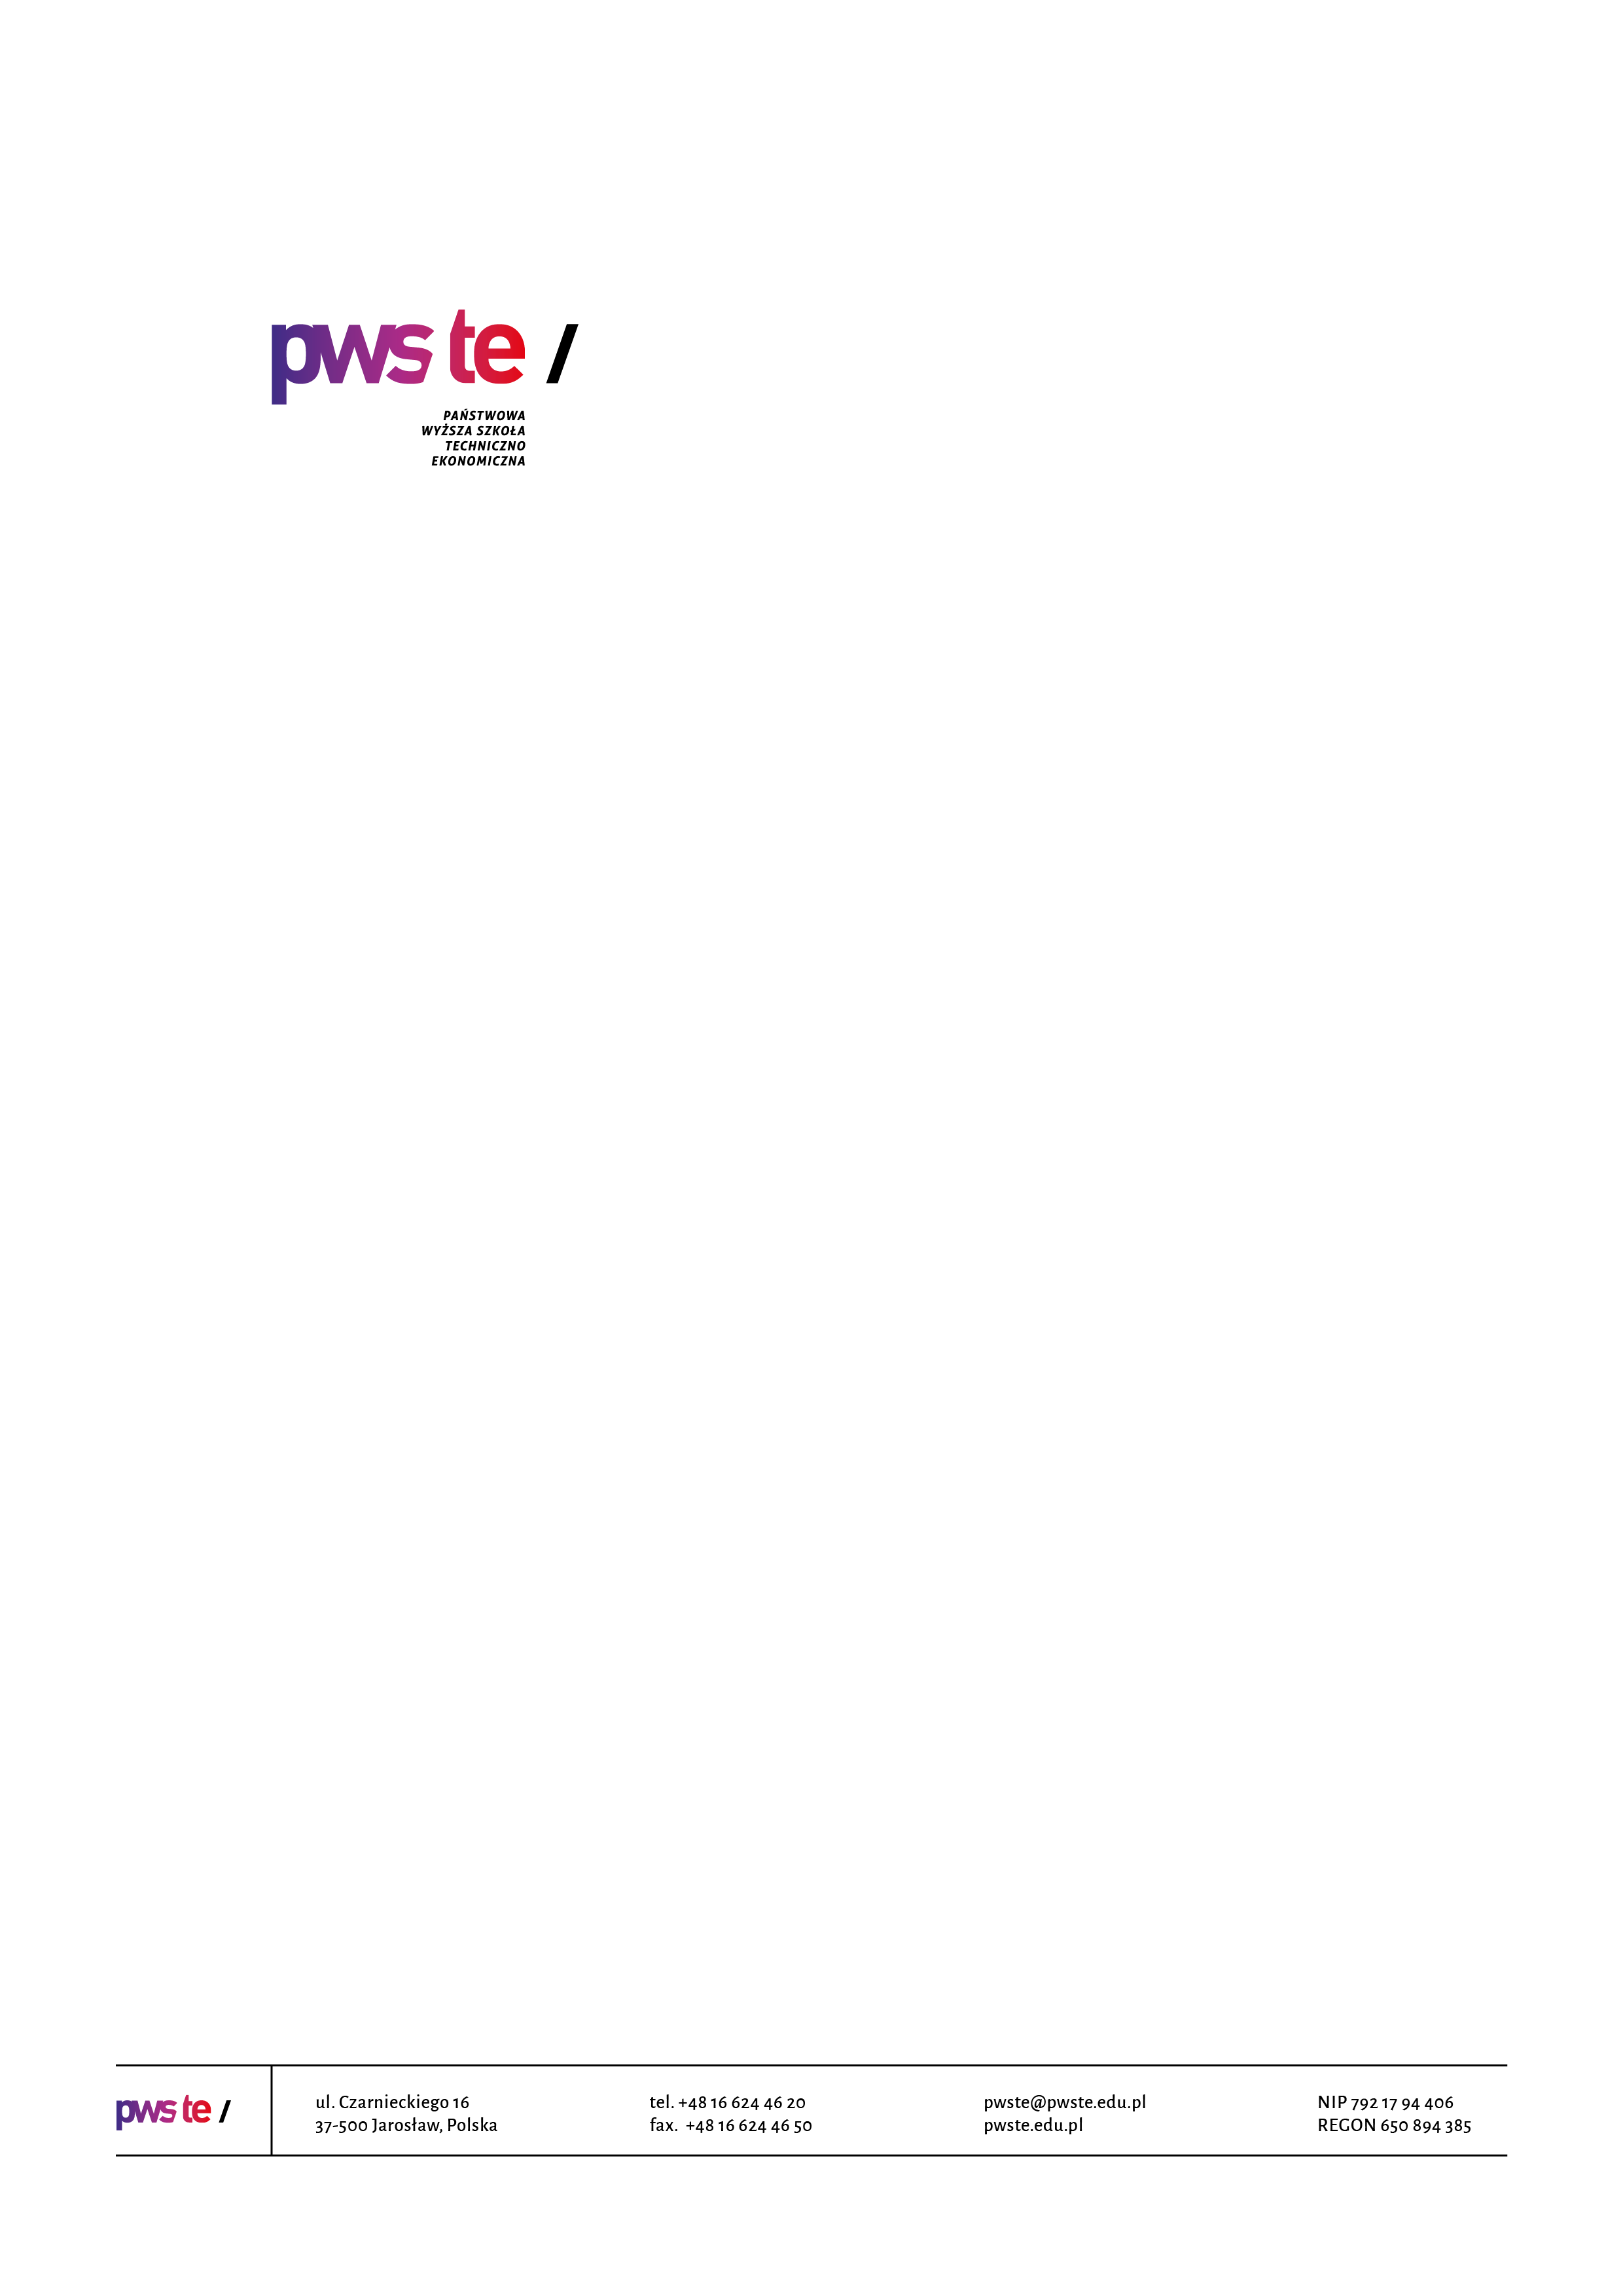 pwste /
PAŃSTWOWA
WYŻSZA SZKOŁA
TECHNICZNO
EKONOMICZNA
pwste /
ul. Czarnieckiego 16
37-500 Jarosław, Polska
tel. +48 16 624 46 20
fax. +48 16 624 46 50
pwste@pwste.edu.pl
pwste.edu.pl
NIP 792 17 94 406
REGON 650 894 385